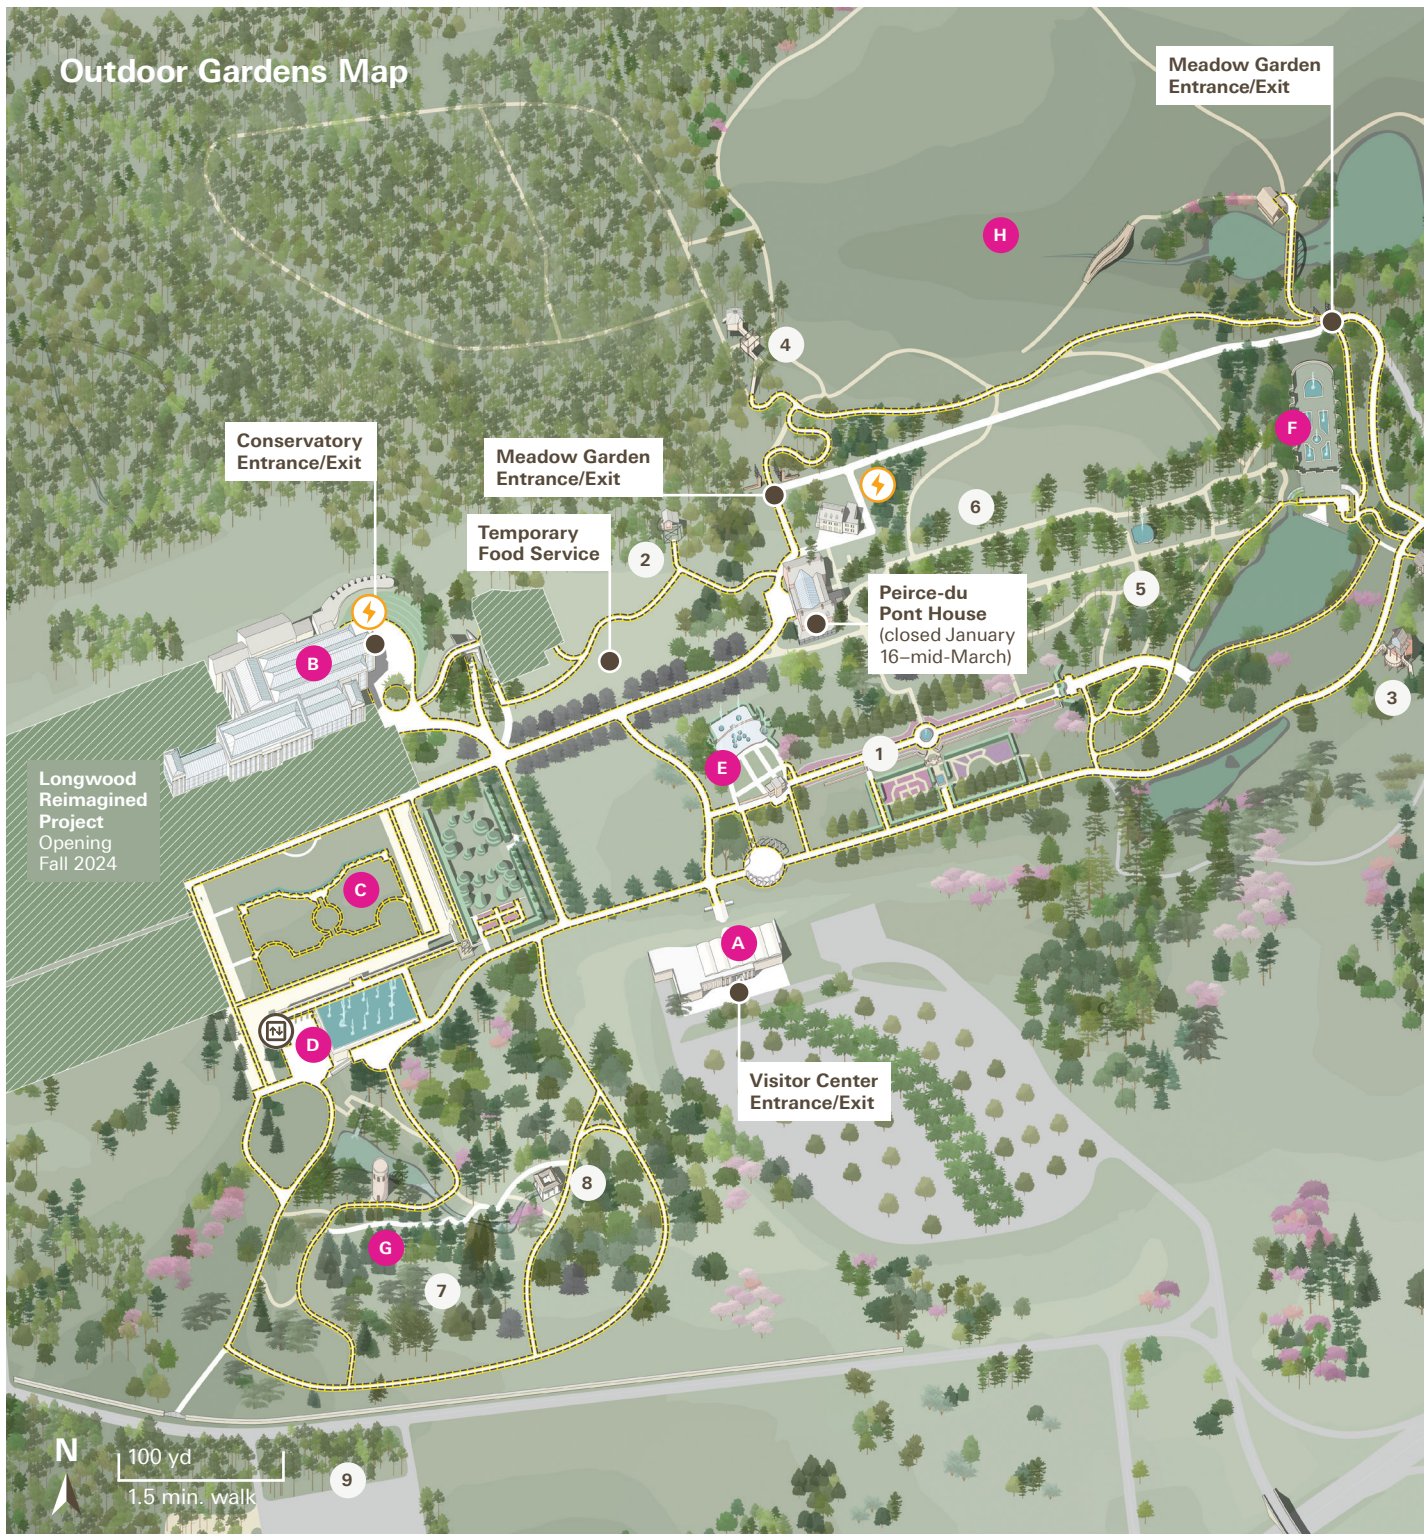 Outdoor Gardens Map
Meadow Garden
Entrance/Exit
H
4
F
Conservatory
Entrance/Exit
Meadow Garden
Entrance/Exit
6
Temporary
Food Service
2
5
Peirce-du
Pont House
(closed January
16–mid-March)
B
3
1
E
Longwood
Reimagined
Project
Opening
Fall 2024
C
A
D
Visitor Center
Entrance/Exit
8
G
7
N
100 yd
1.5 min. walk
9